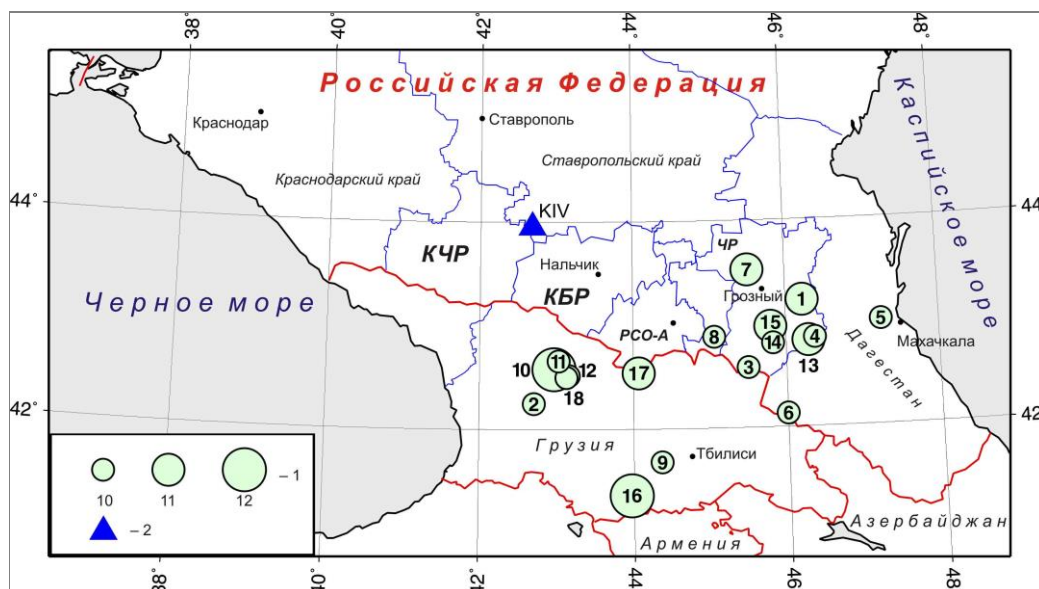 38°
40
42
44
46
48°
Российская Федерация
Каспийское море
Краснодар
Ставрополь
Ставропольский край
Краснодарский край
44°
44
KIV
КЧР
ЧР
Нальчик
КБР
7
Грозный
1
Черное море
5
Махачкала
РСО-А
15
14
4
8
13
3
17
10
11
12
18
2
6
Дагестан
42°
42
Грузия
9
Тбилиси
16
Азербайджан
Армения
10
11
12
– 1
– 2
38°
40
42
44
46
48